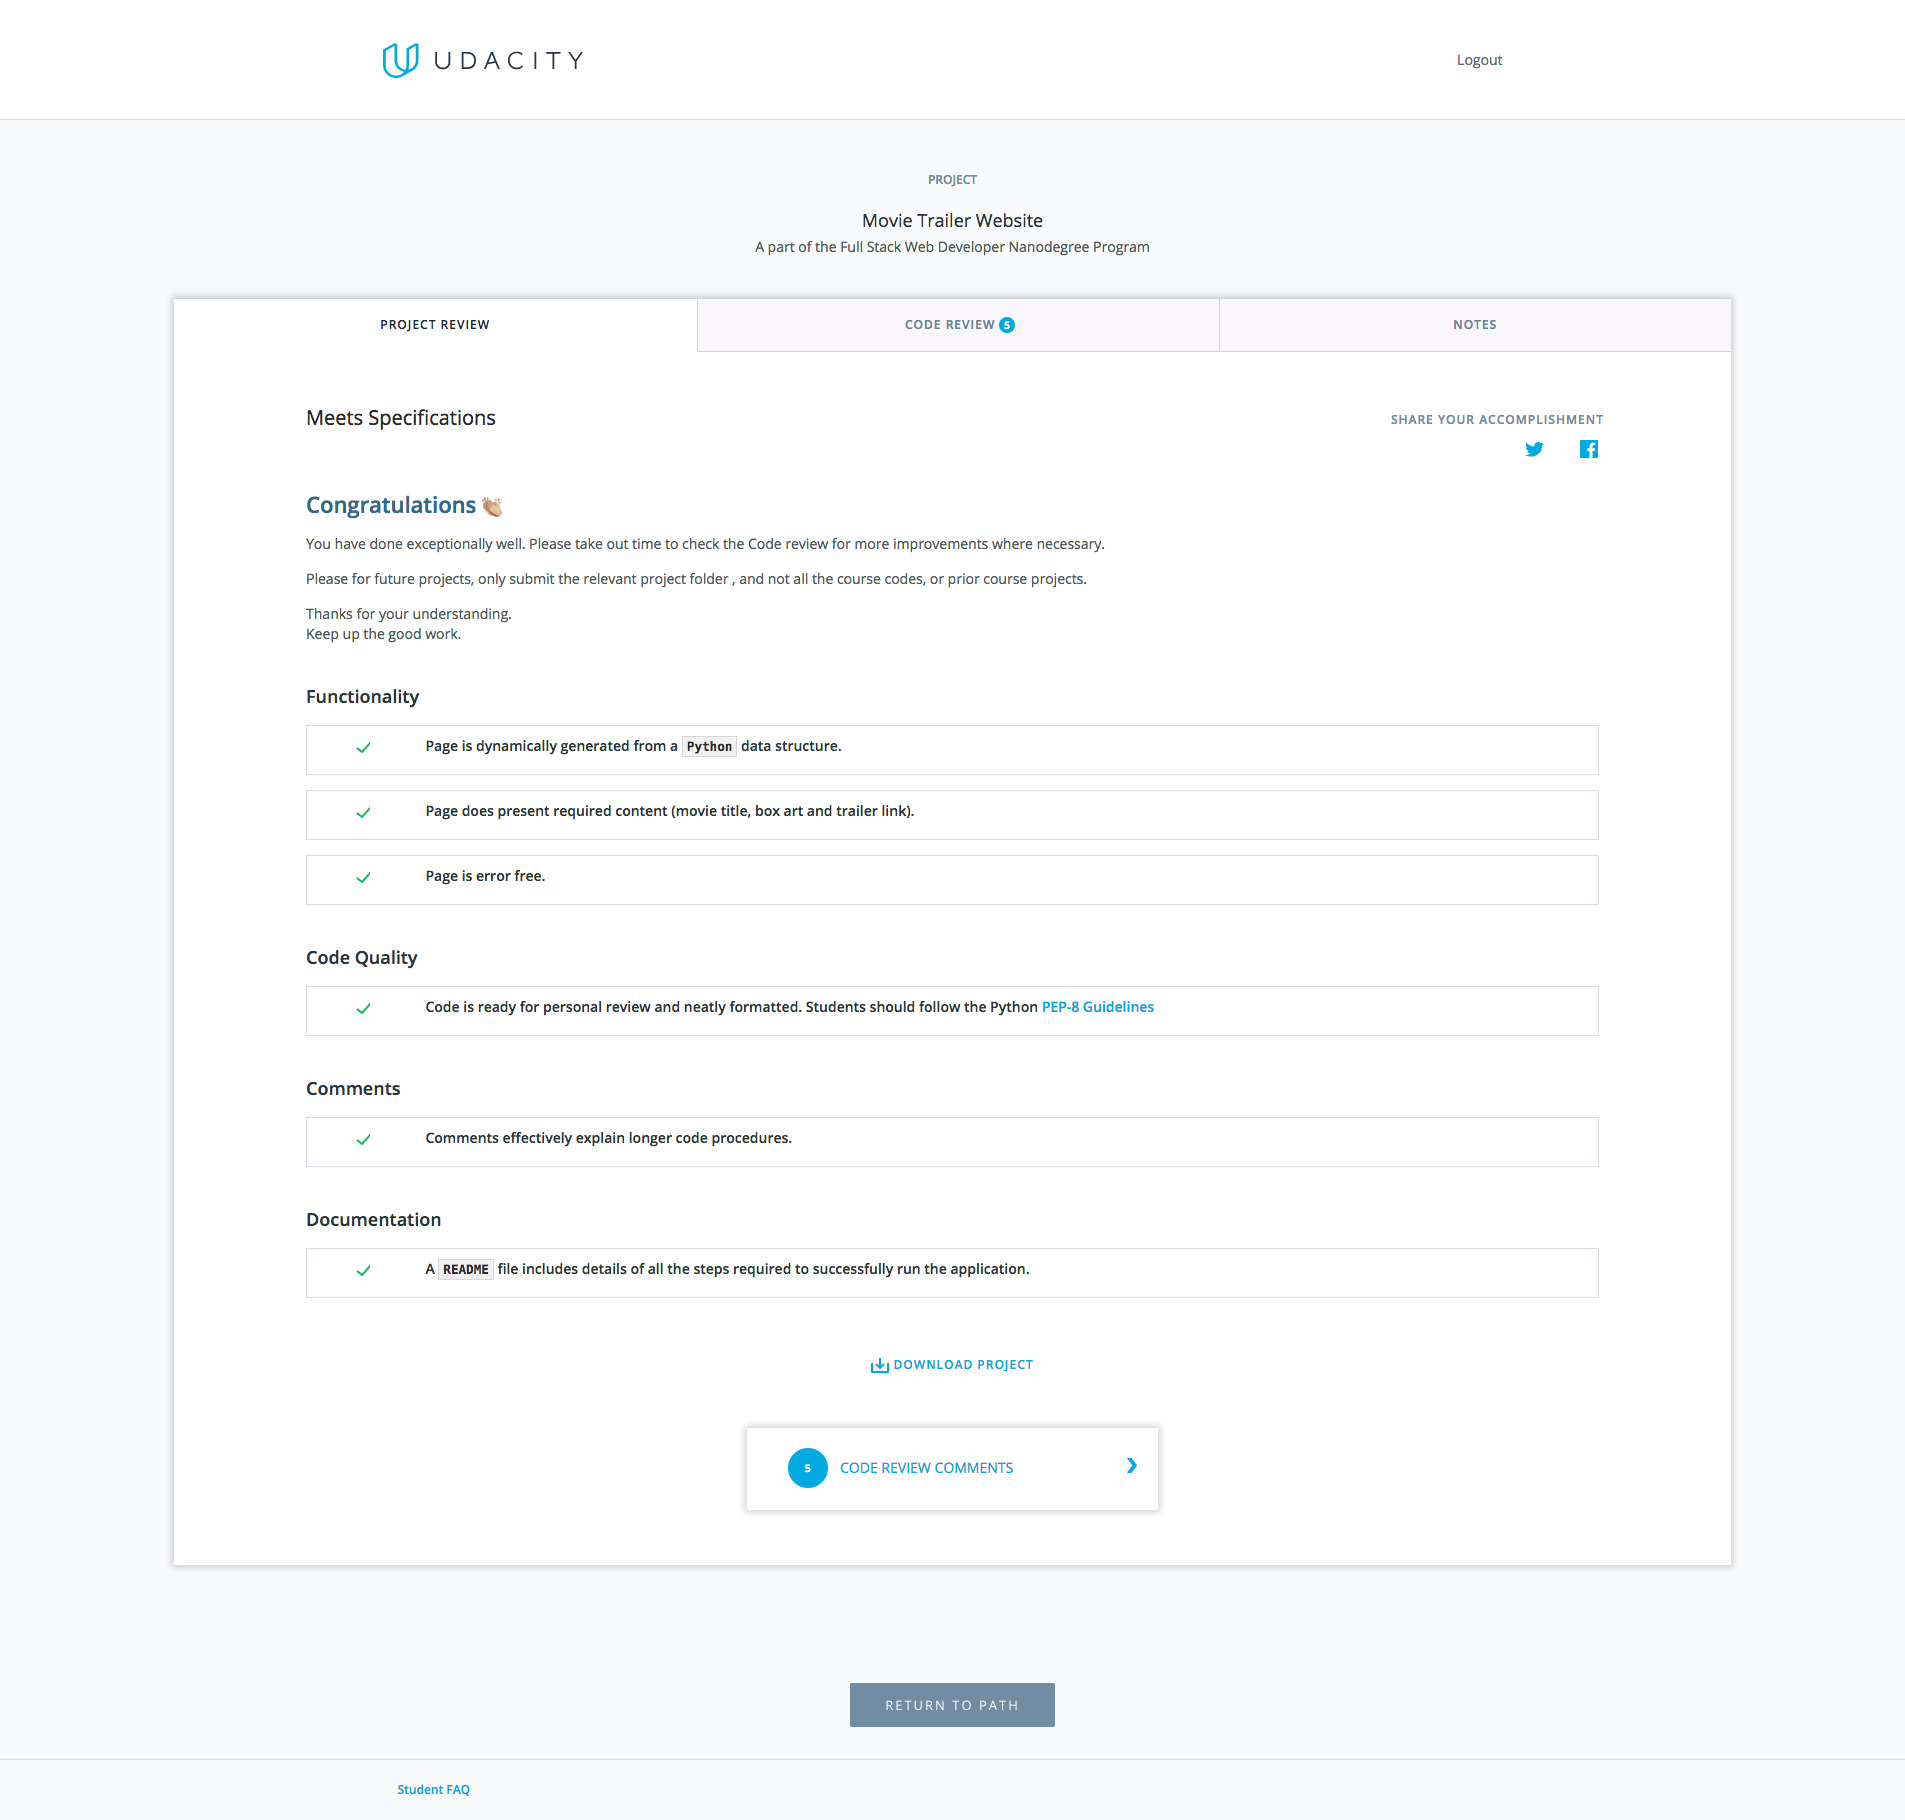 UDACITY
Logout
PROJECT
Movie Trailer Website
A part of the Full Stack Web Developer Nanodegree Program
PROJECT REVIEW
CODE REVIEW 5
NOTES
Meets Specifications
SHARE YOUR ACCOMPLISHMENT
Congratulations 👏🏼
You have done exceptionally well. Please take out time to check the Code review for more improvements where necessary.
Please for future projects, only submit the relevant project folder , and not all the course codes, or prior course projects.
Thanks for your understanding.
Keep up the good work.
Functionality
Page is dynamically generated from a Python data structure.
Page does present required content (movie title, box art and trailer link).
Page is error free.
Code Quality
Code is ready for personal review and neatly formatted. Students should follow the Python PEP-8 Guidelines
Comments
Comments effectively explain longer code procedures.
Documentation
A README file includes details of all the steps required to successfully run the application.
DOWNLOAD PROJECT
5 CODE REVIEW COMMENTS
RETURN TO PATH
Student FAQ